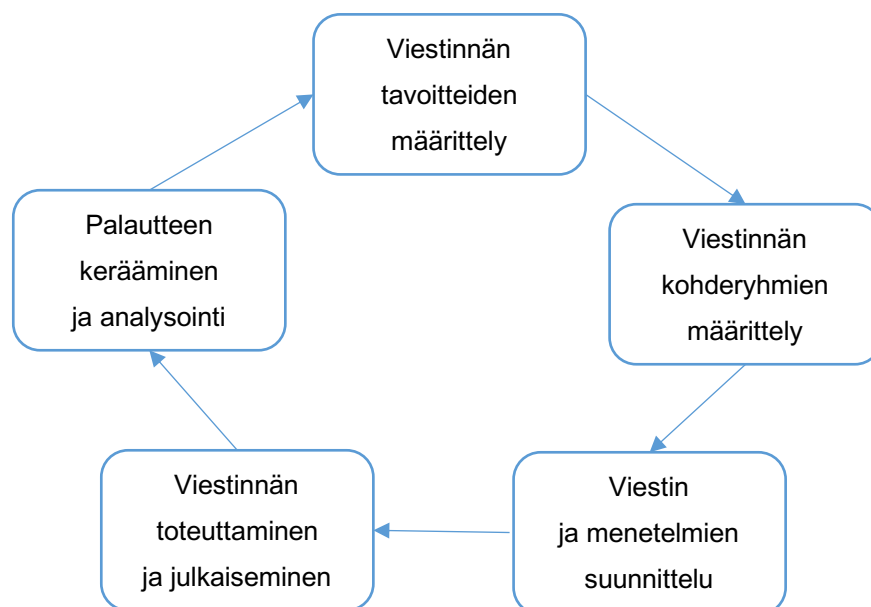 Viestinnän
tavoitteiden
määrittely
Viestinnän
kohderyhmien
määrittely
Viestin
ja menetelmien
suunnittelu
Viestinnän
toteuttaminen
ja julkaiseminen
Palautteen
kerääminen
ja analysointi